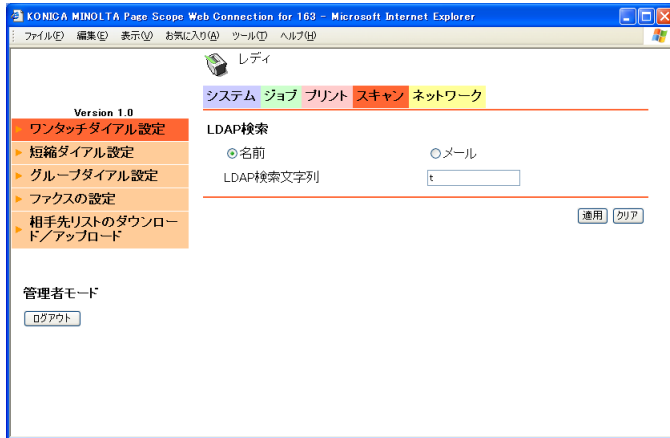 KONICA MINOLTA Page Scope Web Connection for 163 - Microsoft Internet Explorer
ファイル(F) 編集(E) 表示(V) お気に入り(A) ツール(T) ヘルプ(H)
レディ
システム ジョブ プリント スキャン ネットワーク
Version 1.0
ワンタッチダイアル設定
短縮ダイアル設定
グループダイアル設定
ファクスの設定
相手先リストのダウンロー
ド/アップロード
管理者モード
ログアウト
LDAP検索
名前 メール
LDAP検索文字列 t
適用 クリア